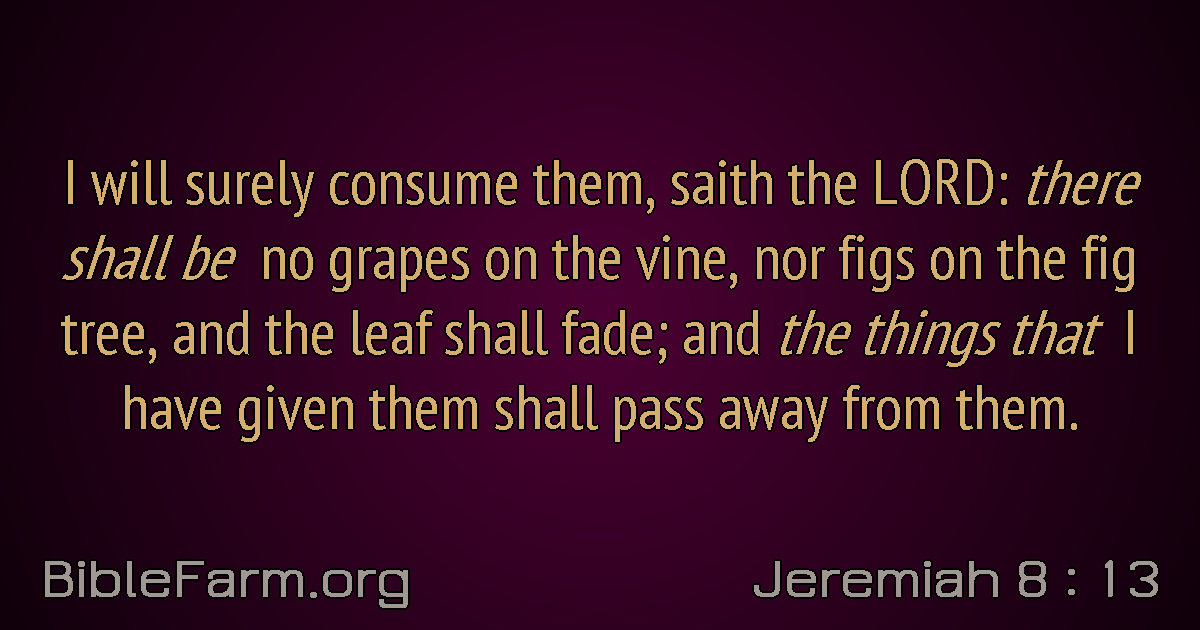 I will surely consume them, saith the LORD: there
shall be no grapes on the vine, nor figs on the fig
tree, and the leaf shall fade; and the things that I
have given them shall pass away from them.
BibleFarm.org
Jeremiah 8 : 13